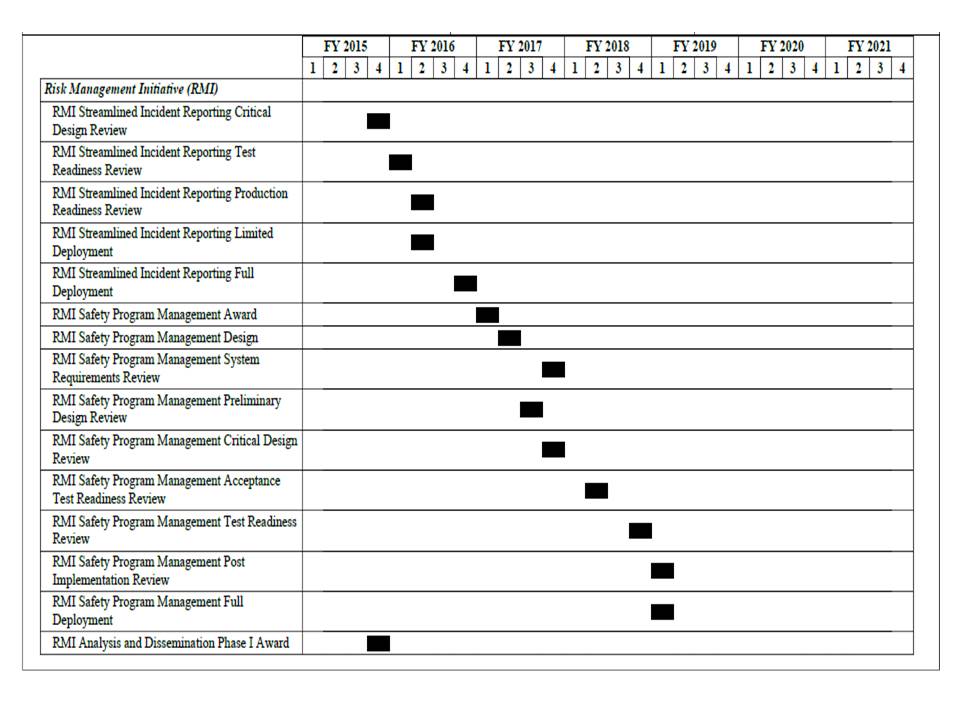 FY 2015 FY 2016 FY 2017 FY 2018 FY 2019 FY 2020 FY 2021
1 2 3 4 1 2 3 4 1 2 3 4 1 2 3 4 1 2 3 4 1 2 3 4 1 2 3 4
Risk Management Initiative (RMI)
RMI Streamlined Incident Reporting Critical
Design Review
RMI Streamlined Incident Reporting Test
Readiness Review
RMI Streamlined Incident Reporting Production
Readiness Review
RMI Streamlined Incident Reporting Limited
Deployment
RMI Streamlined Incident Reporting Full
Deployment
RMI Safety Program Management Award
RMI Safety Program Management Design
RMI Safety Program Management System
Requirements Review
RMI Safety Program Management Preliminary
Design Review
RMI Safety Program Management Critical Design
Review
RMI Safety Program Management Acceptance
Test Readiness Review
RMI Safety Program Management Test Readiness
Review
RMI Safety Program Management Post
Implementation Review
RMI Safety Program Management Full
Deployment
RMI Analysis and Dissemination Phase I Award